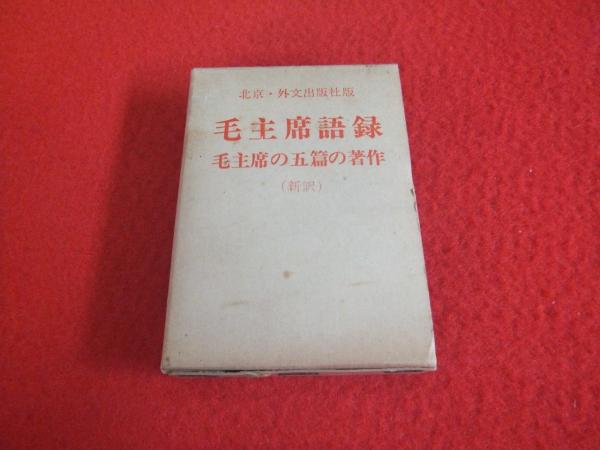 北京・外文出版社版
毛主席語録
毛主席の五篇の著作
(新訳)